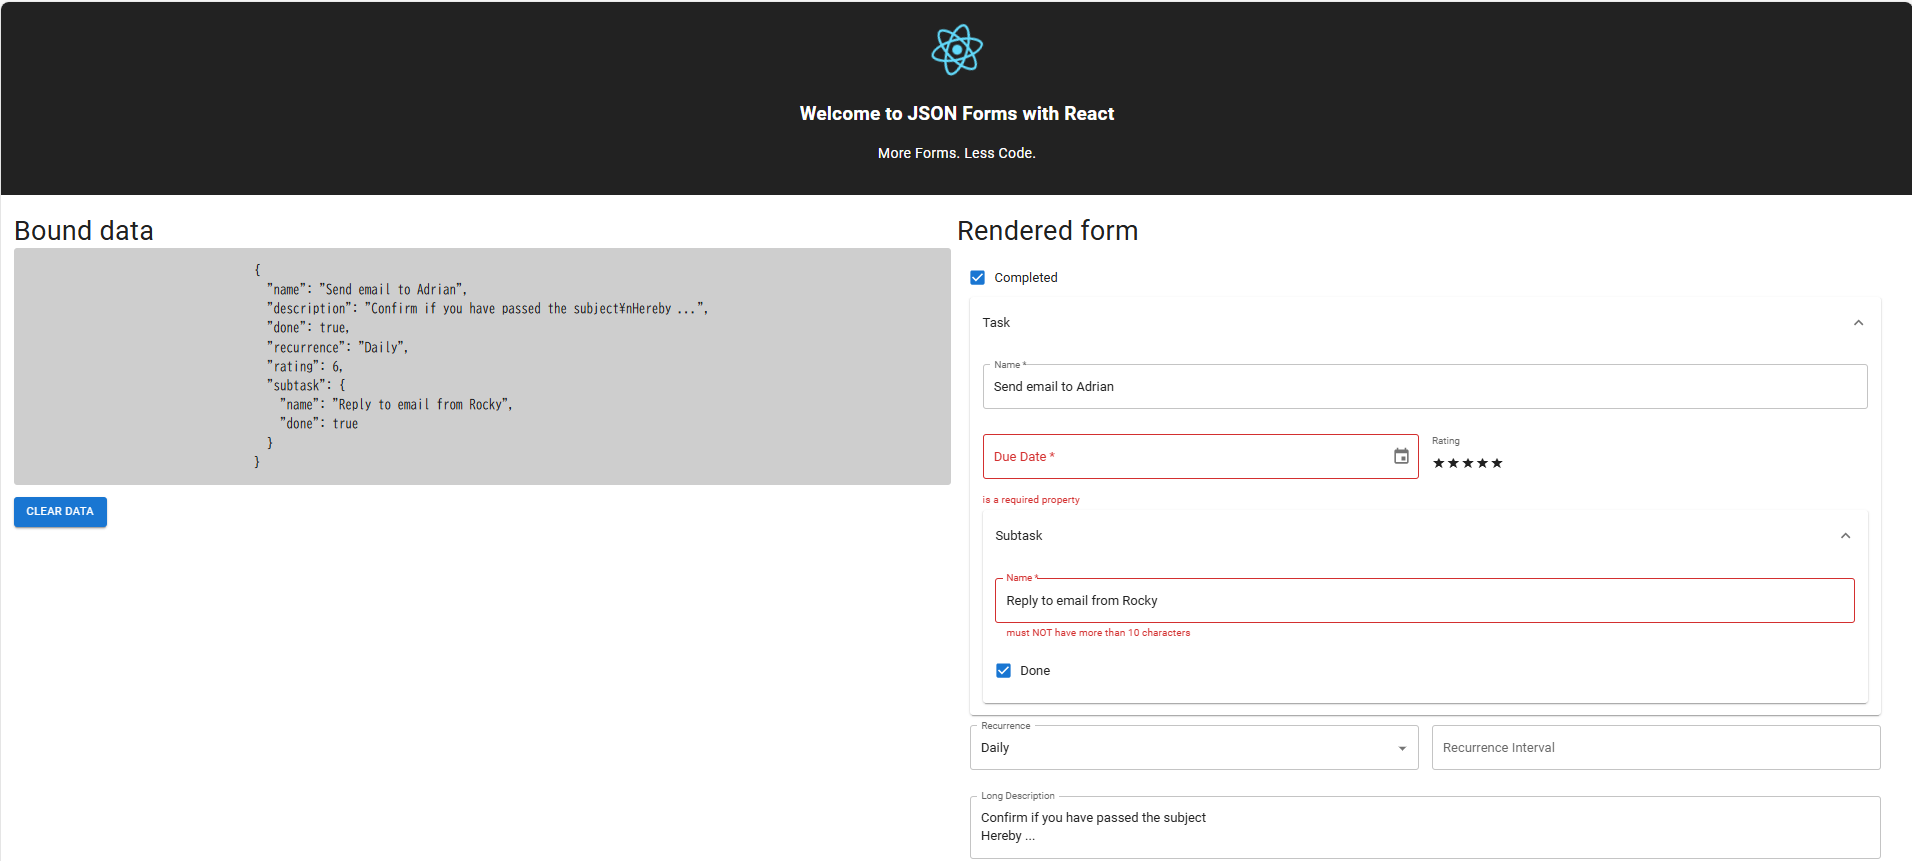 Welcome to JSON Forms with React
More Forms. Less Code.
Bound data
{
  "name": "Send email to Adrian",
  "description": "Confirm if you have passed the subject¥nHereby ...",
  "done": true,
  "recurrence": "Daily",
  "rating": 6,
  "subtask": {
    "name": "Reply to email from Rocky",
    "done": true
  }
}
CLEAR DATA
Rendered form
Completed
Task
Name *
Send email to Adrian
Due Date *
Rating
★★★★★
is a required property
Subtask
Name *
Reply to email from Rocky
must NOT have more than 10 characters
Done
Recurrence
Daily
Recurrence Interval
Long Description
Confirm if you have passed the subject
Hereby ...